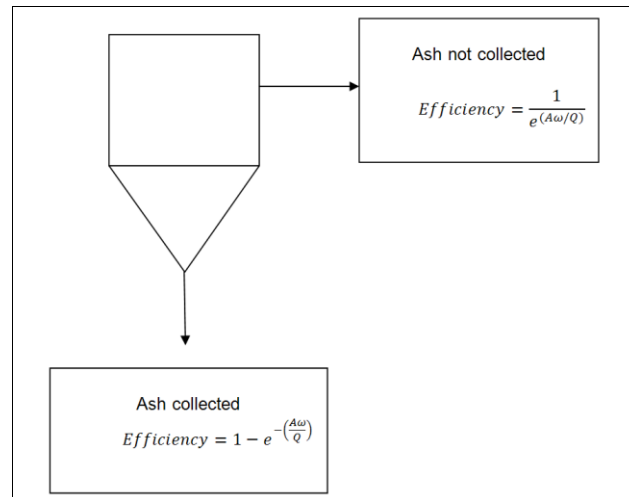 Ash not collected
Efficiency = 1/e^(Aω/Q)
Ash collected
Efficiency = 1 − e^−(Aω/Q)